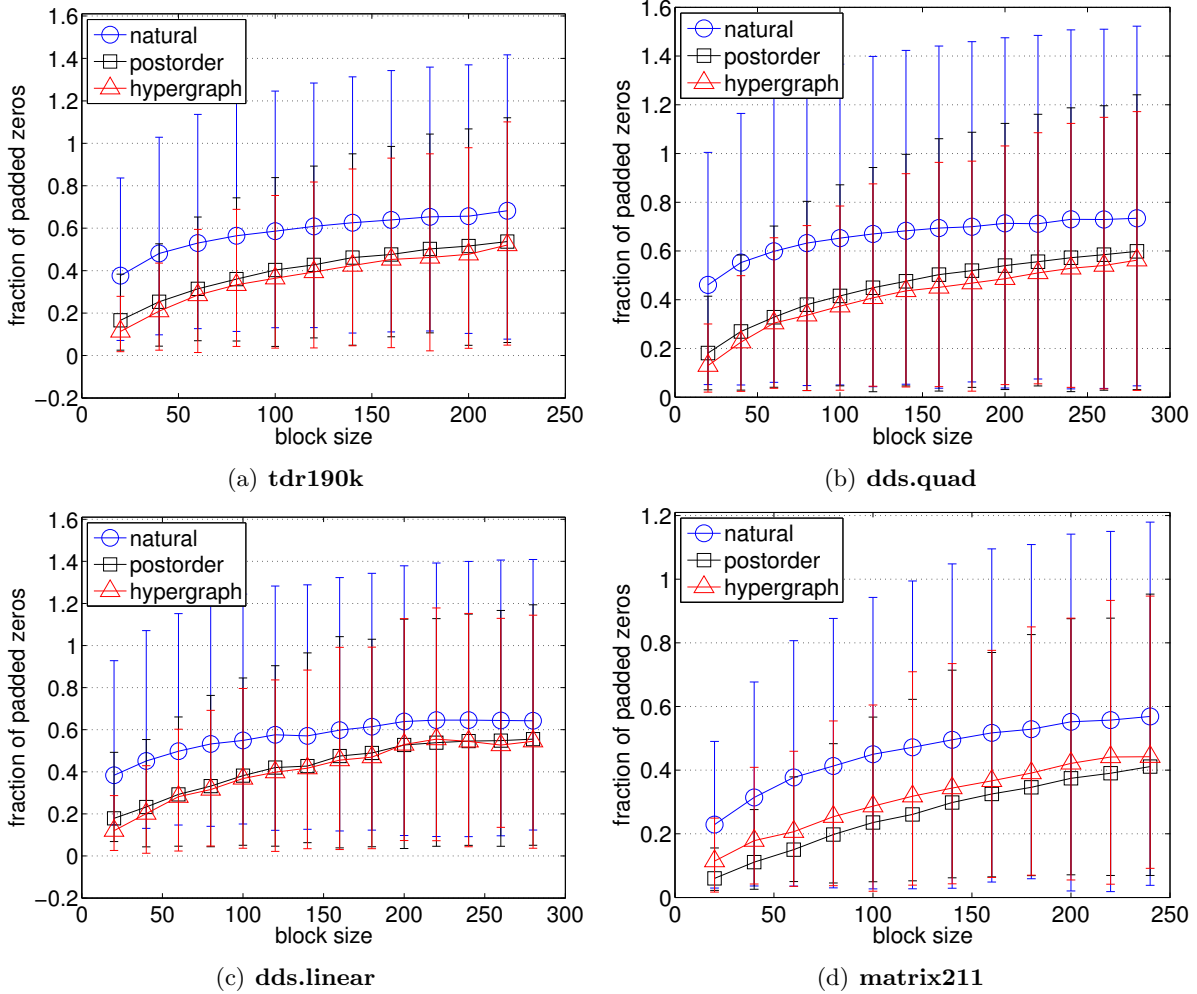 1.6
1.4
1.2
1
0.8
0.6
0.4
0.2
0
−0.2
fraction of padded zeros
natural
postorder
hypergraph
0 50 100 150 200 250
block size
(a) tdr190k
1.6
1.4
1.2
1
0.8
0.6
0.4
0.2
0
fraction of padded zeros
natural
postorder
hypergraph
0 50 100 150 200 250 300
block size
(b) dds.quad
1.6
1.4
1.2
1
0.8
0.6
0.4
0.2
0
−0.2
fraction of padded zeros
natural
postorder
hypergraph
0 50 100 150 200 250 300
block size
(c) dds.linear
1.2
1
0.8
0.6
0.4
0.2
0
fraction of padded zeros
natural
postorder
hypergraph
0 50 100 150 200 250
block size
(d) matrix211